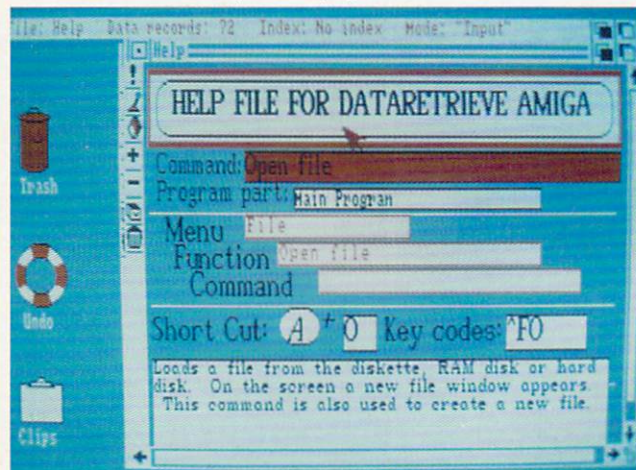 File: Help Data records: 72 Index: No index Mode: "Input"
Help
HELP FILE FOR DATARETRIEVE AMIGA
Command: Open file
Program part: Main Program
Menu File
Function Open file
Command
Short Cut: A + O Key codes: ^FO
Loads a file from the diskette, RAM disk or hard
disk. On the screen a new file window appears.
This command is also used to create a new file.
Trash
Undo
Clips